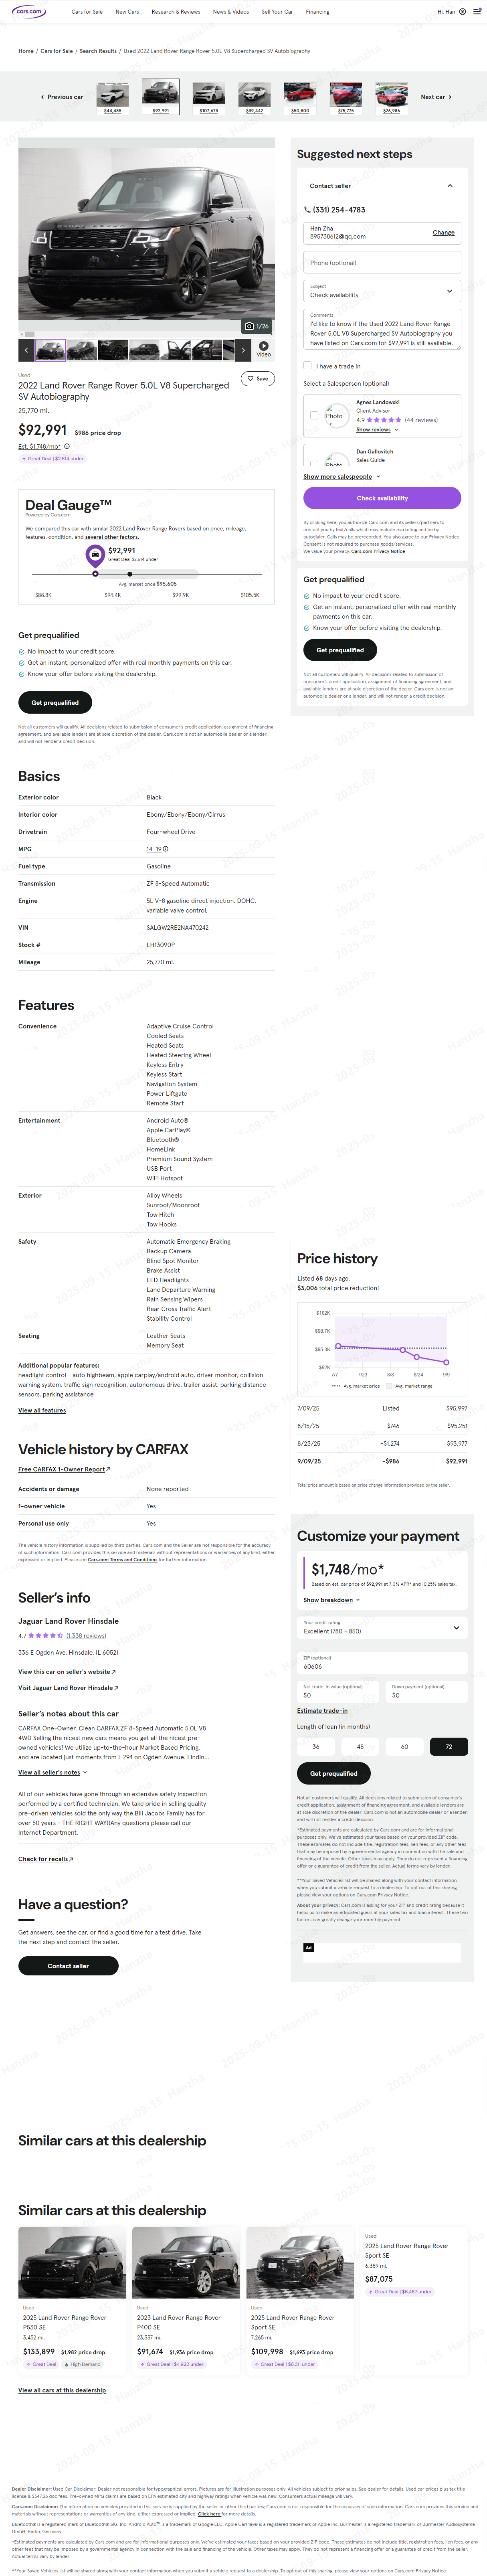 cars.com
Cars for Sale
New Cars
Research & Reviews
News & Videos
Sell Your Car
Financing
Hi, Han
Home / Cars for Sale / Search Results / Used 2022 Land Rover Range Rover 5.0L V8 Supercharged SV Autobiography
Previous car
$44,485
$92,991
$107,673
$39,442
$50,800
$75,775
$26,986
Next car
1/26
Video
Used
2022 Land Rover Range Rover 5.0L V8 Supercharged
SV Autobiography
Save
25,770 mi.
$92,991
$986 price drop
Est. $1,748/mo*
Great Deal | $2,614 under
Deal Gauge™
Powered by Cars.com
We compared this car with similar 2022 Land Rover Range Rovers based on price, mileage,
features, condition, and several other factors.
$92,991
Great Deal $2,614 under
Avg. market price $95,605
$88.8K
$94.4K
$99.9K
$105.5K
Get prequalified
No impact to your credit score.
Get an instant, personalized offer with real monthly payments on this car.
Know your offer before visiting the dealership.
Get prequalified
Not all customers will qualify. All decisions related to submission of consumer's credit application, assignment of financing
agreement, and available lenders are at sole discretion of the dealer. Cars.com is not an automobile dealer or a lender,
and will not render a credit decision.
Suggested next steps
Contact seller
(331) 254-4783
Han Zha
895738612@qq.com
Change
Phone (optional)
Subject
Check availability
Comments
I'd like to know if the Used 2022 Land Rover Range
Rover 5.0L V8 Supercharged SV Autobiography you
have listed on Cars.com for $92,991 is still available.
I have a trade in
Select a Salesperson (optional)
Photo
Agnes Landowski
Client Advisor
4.9 (44 reviews)
Show reviews
Photo
Dan Gallovitch
Sales Guide
Show more salespeople
Check availability
By clicking here, you authorize Cars.com and its sellers/partners to
contact you by text/calls which may include marketing and be by
autodialer. Calls may be prerecorded. You also agree to our Privacy Notice.
Consent is not required to purchase goods/services.
We value your privacy. Cars.com Privacy Notice
Get prequalified
No impact to your credit score.
Get an instant, personalized offer with real monthly
payments on this car.
Know your offer before visiting the dealership.
Get prequalified
Not all customers will qualify. All decisions related to submission of
consumer's credit application, assignment of financing agreement, and
available lenders are at sole discretion of the dealer. Cars.com is not an
automobile dealer or a lender, and will not render a credit decision.
Basics
Exterior color Black
Interior color Ebony/Ebony/Ebony/Cirrus
Drivetrain Four-wheel Drive
MPG 14–19
Fuel type Gasoline
Transmission ZF 8-Speed Automatic
Engine 5L V-8 gasoline direct injection, DOHC,
variable valve control,
VIN SALGW2RE2NA470242
Stock # LH13090P
Mileage 25,770 mi.
Features
Convenience
Adaptive Cruise Control
Cooled Seats
Heated Seats
Heated Steering Wheel
Keyless Entry
Keyless Start
Navigation System
Power Liftgate
Remote Start
Entertainment
Android Auto®
Apple CarPlay®
Bluetooth®
HomeLink
Premium Sound System
USB Port
WiFi Hotspot
Exterior
Alloy Wheels
Sunroof/Moonroof
Tow Hitch
Tow Hooks
Safety
Automatic Emergency Braking
Backup Camera
Blind Spot Monitor
Brake Assist
LED Headlights
Lane Departure Warning
Rain Sensing Wipers
Rear Cross Traffic Alert
Stability Control
Seating
Leather Seats
Memory Seat
Additional popular features:
headlight control - auto highbeam, apple carplay/android auto, driver monitor, collision
warning system, traffic sign recognition, autonomous drive, trailer assist, parking distance
sensors, parking assistance
View all features
Price history
Listed 68 days ago.
$3,006 total price reduction!
$98.7K
$95.3K
$92K
7/7
7/23
8/8
8/24
9/9
Avg. market price
Avg. market range
7/09/25 Listed $95,997
8/15/25 -$746 $95,251
8/23/25 -$1,274 $93,977
9/09/25 -$986 $92,991
Total price amount is based on price change information provided by the seller.
Vehicle history by CARFAX
Free CARFAX 1-Owner Report
Accidents or damage None reported
1-owner vehicle Yes
Personal use only Yes
The vehicle history information is supplied by third parties. Cars.com and the Seller are not responsible for the accuracy
of such information. Cars.com provides this service and materials without representations or warranties of any kind, either
expressed or implied. Please see Cars.com Terms and Conditions for further information.
Customize your payment
$1,748/mo*
Based on est. car price of $92,991 at 7.0% APR* and 10.25% sales tax.
Show breakdown
Your credit rating
Excellent (780 - 850)
ZIP (optional)
60606
Net trade-in value (optional)
$0
Down payment (optional)
$0
Estimate trade-in
Length of loan (in months)
36
48
60
72
Get prequalified
Not all customers will qualify. All decisions related to submission of consumer's
credit application, assignment of financing agreement, and available lenders are
at sole discretion of the dealer. Cars.com is not an automobile dealer or a lender,
and will not render a credit decision.
*Estimated payments are calculated by Cars.com and are for informational
purposes only. We've estimated your taxes based on your provided ZIP code.
These estimates do not include title, registration fees, lien fees, or any other fees
that may be imposed by a governmental agency in connection with the sale and
financing of the vehicle. Other taxes may apply. They do not represent a financing
offer or a guarantee of credit from the seller. Actual terms may vary by lender.
**Your Saved Vehicles list will be shared along with your contact information
when you submit a vehicle request to a dealership. To opt out of this sharing,
please view your options on Cars.com Privacy Notice.
About your privacy: Cars.com is asking for your ZIP and credit rating because it
helps us to make an educated guess at your sales tax and loan interest. These two
factors can greatly change your monthly payment.
Ad
Seller's info
Jaguar Land Rover Hinsdale
4.7 (1,338 reviews)
336 E Ogden Ave, Hinsdale, IL 60521
View this car on seller's website
Visit Jaguar Land Rover Hinsdale
Seller's notes about this car
CARFAX One-Owner. Clean CARFAX.ZF 8-Speed Automatic 5.0L V8
4WD Selling the nicest new cars means you get all the nicest pre-
owned vehicles! We utilize up-to-the-hour Market Based Pricing,
and are located just moments from I-294 on Ogden Avenue. Findin...
View all seller's notes
All of our vehicles have gone through an extensive safety inspection
performed by a certified technician. We take pride in selling quality
pre-driven vehicles sold the only way the Bill Jacobs Family has for
over 50 years - THE RIGHT WAY!(Any questions please call our
Internet Department.
Check for recalls
Have a question?
Get answers, see the car, or find a good time for a test drive. Take
the next step and contact the seller.
Contact seller
Similar cars at this dealership
Similar cars at this dealership
Used
2025 Land Rover Range Rover
P530 SE
3,452 mi.
$133,899 $1,982 price drop
Great Deal High Demand
Used
2023 Land Rover Range Rover
P400 SE
23,337 mi.
$91,674 $1,936 price drop
Great Deal | $4,922 under
Used
2025 Land Rover Range Rover
Sport SE
7,265 mi.
$109,998 $1,693 price drop
Great Deal | $8,311 under
Used
2025 Land Rover Range Rover
Sport SE
6,389 mi.
$87,075
Great Deal | $6,487 under
View all cars at this dealership
Dealer Disclaimer: Used Car Disclaimer: Dealer not responsible for typographical errors. Pictures are for illustration purposes only. All vehicles subject to prior sales. See dealer for details. Used car prices plus tax title
license & $347.26 doc fees. Pre-owned MPG claims are based on EPA estimated city and highway ratings when vehicle was new. Consumers actual mileage will vary.
Cars.com Disclaimer: The information on vehicles provided in this service is supplied by the seller or other third parties; Cars.com is not responsible for the accuracy of such information. Cars.com provides this service and
materials without representations or warranties of any kind, either expressed or implied. Click here for more details.
Bluetooth® is a registered mark of Bluetooth® SIG, Inc. Android Auto™ is a trademark of Google LLC. Apple CarPlay® is a registered trademark of Apple Inc. Burmester is a registered trademark of Burmester Audiosysteme
GmbH, Berlin, Germany.
*Estimated payments are calculated by Cars.com and are for informational purposes only. We've estimated your taxes based on your provided ZIP code. These estimates do not include title, registration fees, lien fees, or any
other fees that may be imposed by a governmental agency in connection with the sale and financing of the vehicle. Other taxes may apply. They do not represent a financing offer or a guarantee of credit from the seller.
Actual terms may vary by lender.
**Your Saved Vehicles list will be shared along with your contact information when you submit a vehicle request to a dealership. To opt out of this sharing, please view your options on Cars.com Privacy Notice.
2025-09-15 Hanzha